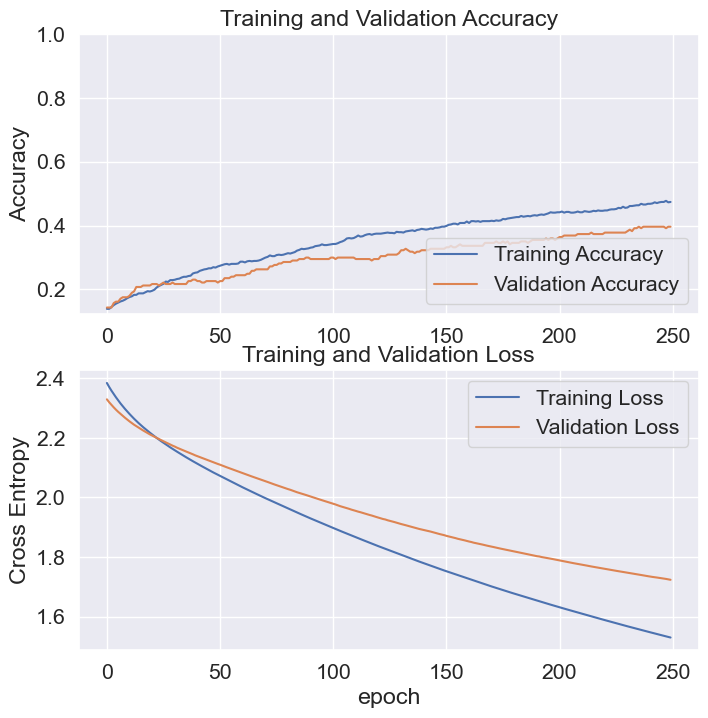 Training and Validation Accuracy
1.0
0.8
0.6
0.4
0.2
Accuracy
Training Accuracy
Validation Accuracy
0 50 100 150 200 250
Training and Validation Loss
2.4
2.2
2.0
1.8
1.6
Cross Entropy
Training Loss
Validation Loss
0 50 100 150 200 250
epoch